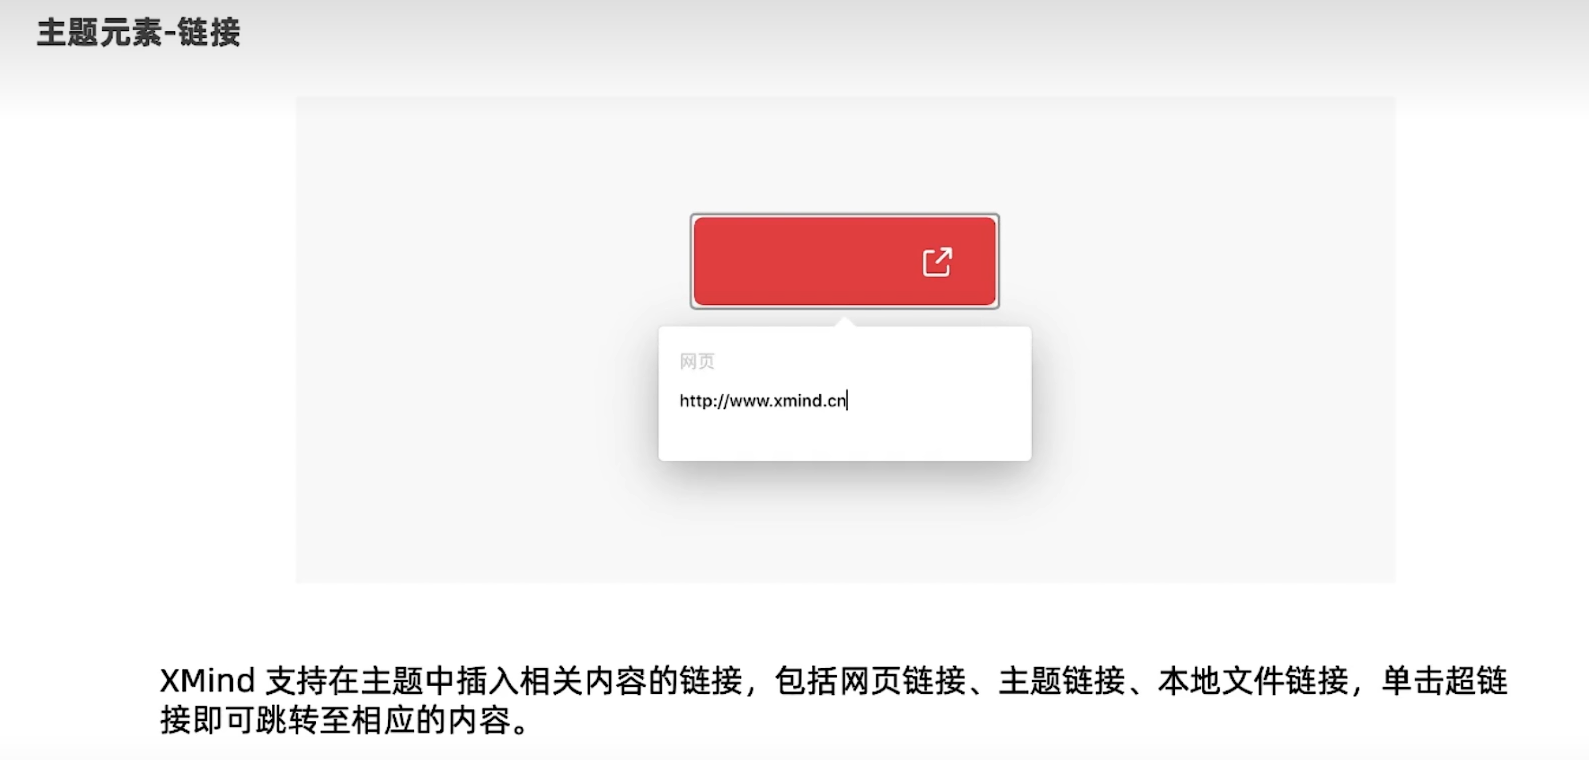 主题元素-链接
网页
http://www.xmind.cn
XMind 支持在主题中插入相关内容的链接，包括网页链接、主题链接、本地文件链接，单击超链
接即可跳转至相应的内容。